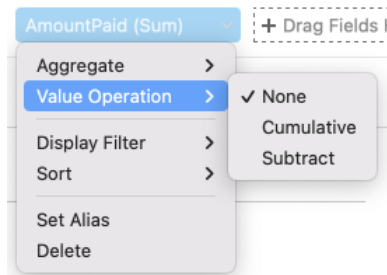 AmountPaid (Sum)
+ Drag Fields
Aggregate
Value Operation
None
Cumulative
Subtract
Display Filter
Sort
Set Alias
Delete